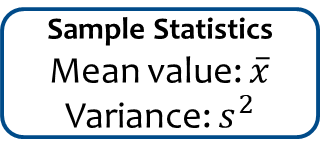 Sample Statistics
Mean value: x̄
Variance: s²